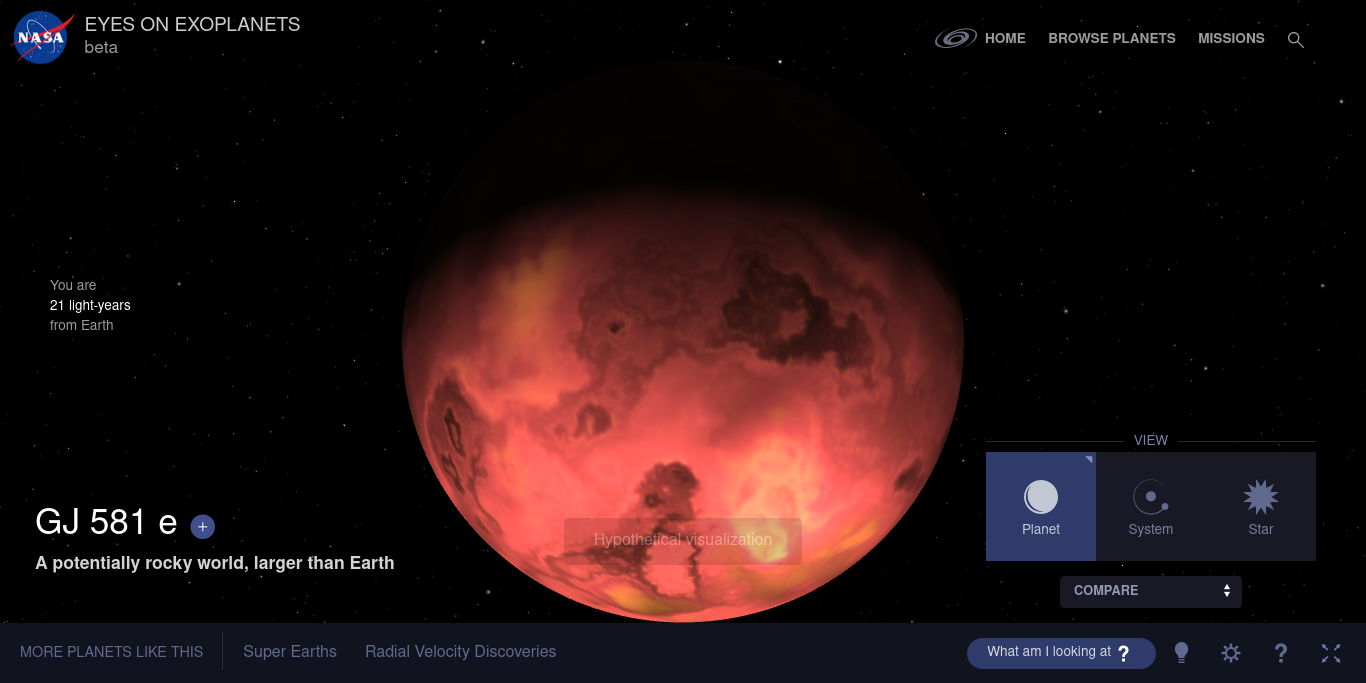 NASA
EYES ON EXOPLANETS
beta
HOME
BROWSE PLANETS
MISSIONS
You are
21 light-years
from Earth
GJ 581 e +
A potentially rocky world, larger than Earth
Hypothetical visualization
VIEW
Planet
System
Star
COMPARE
MORE PLANETS LIKE THIS
Super Earths
Radial Velocity Discoveries
What am I looking at ?
?